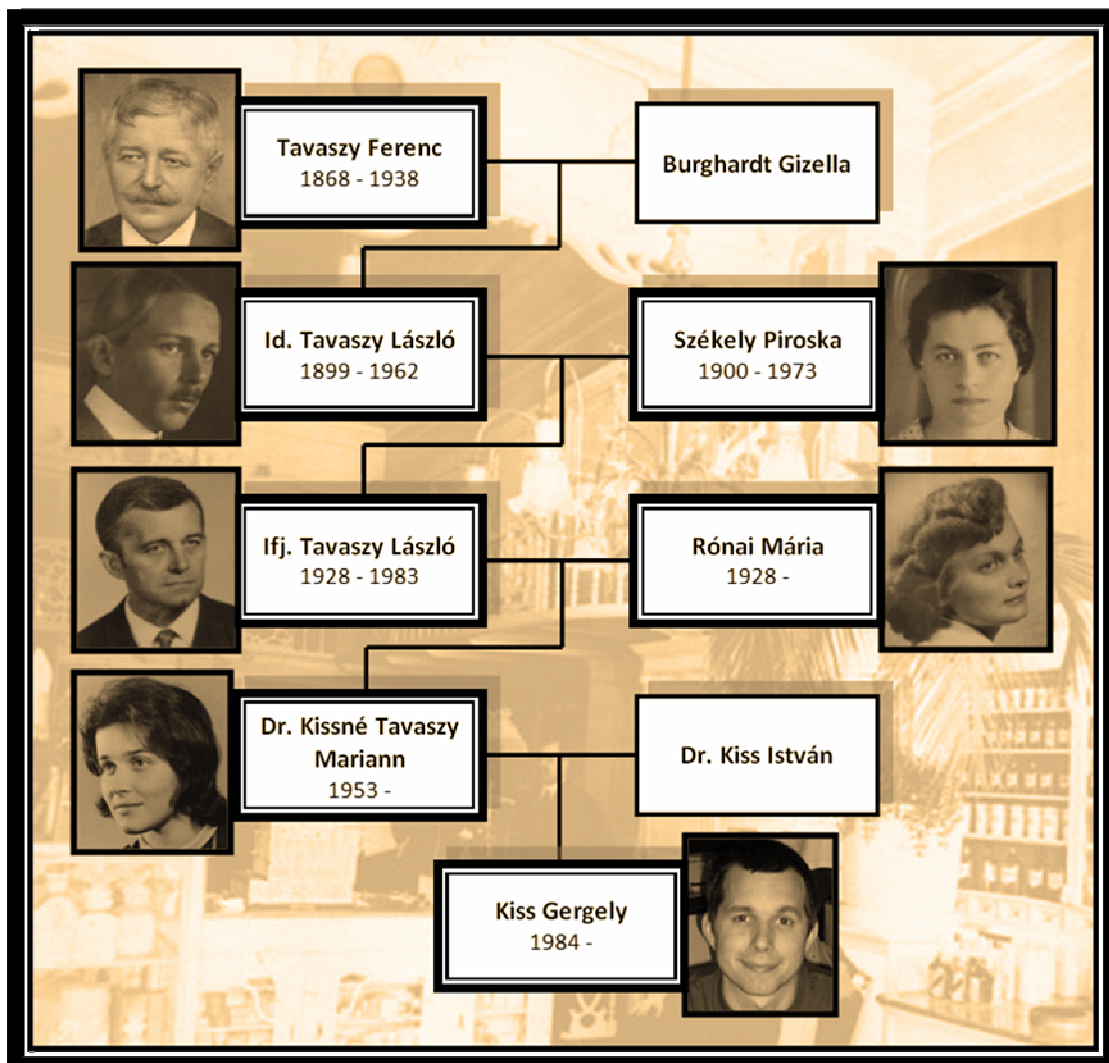 Tavaszy Ferenc
1868 - 1938
Burghardt Gizella
Id. Tavaszy László
1899 - 1962
Székely Piroska
1900 - 1973
Ifj. Tavaszy László
1928 - 1983
Rónai Mária
1928 -
Dr. Kissné Tavaszy
Mariann
1953 -
Dr. Kiss István
Kiss Gergely
1984 -